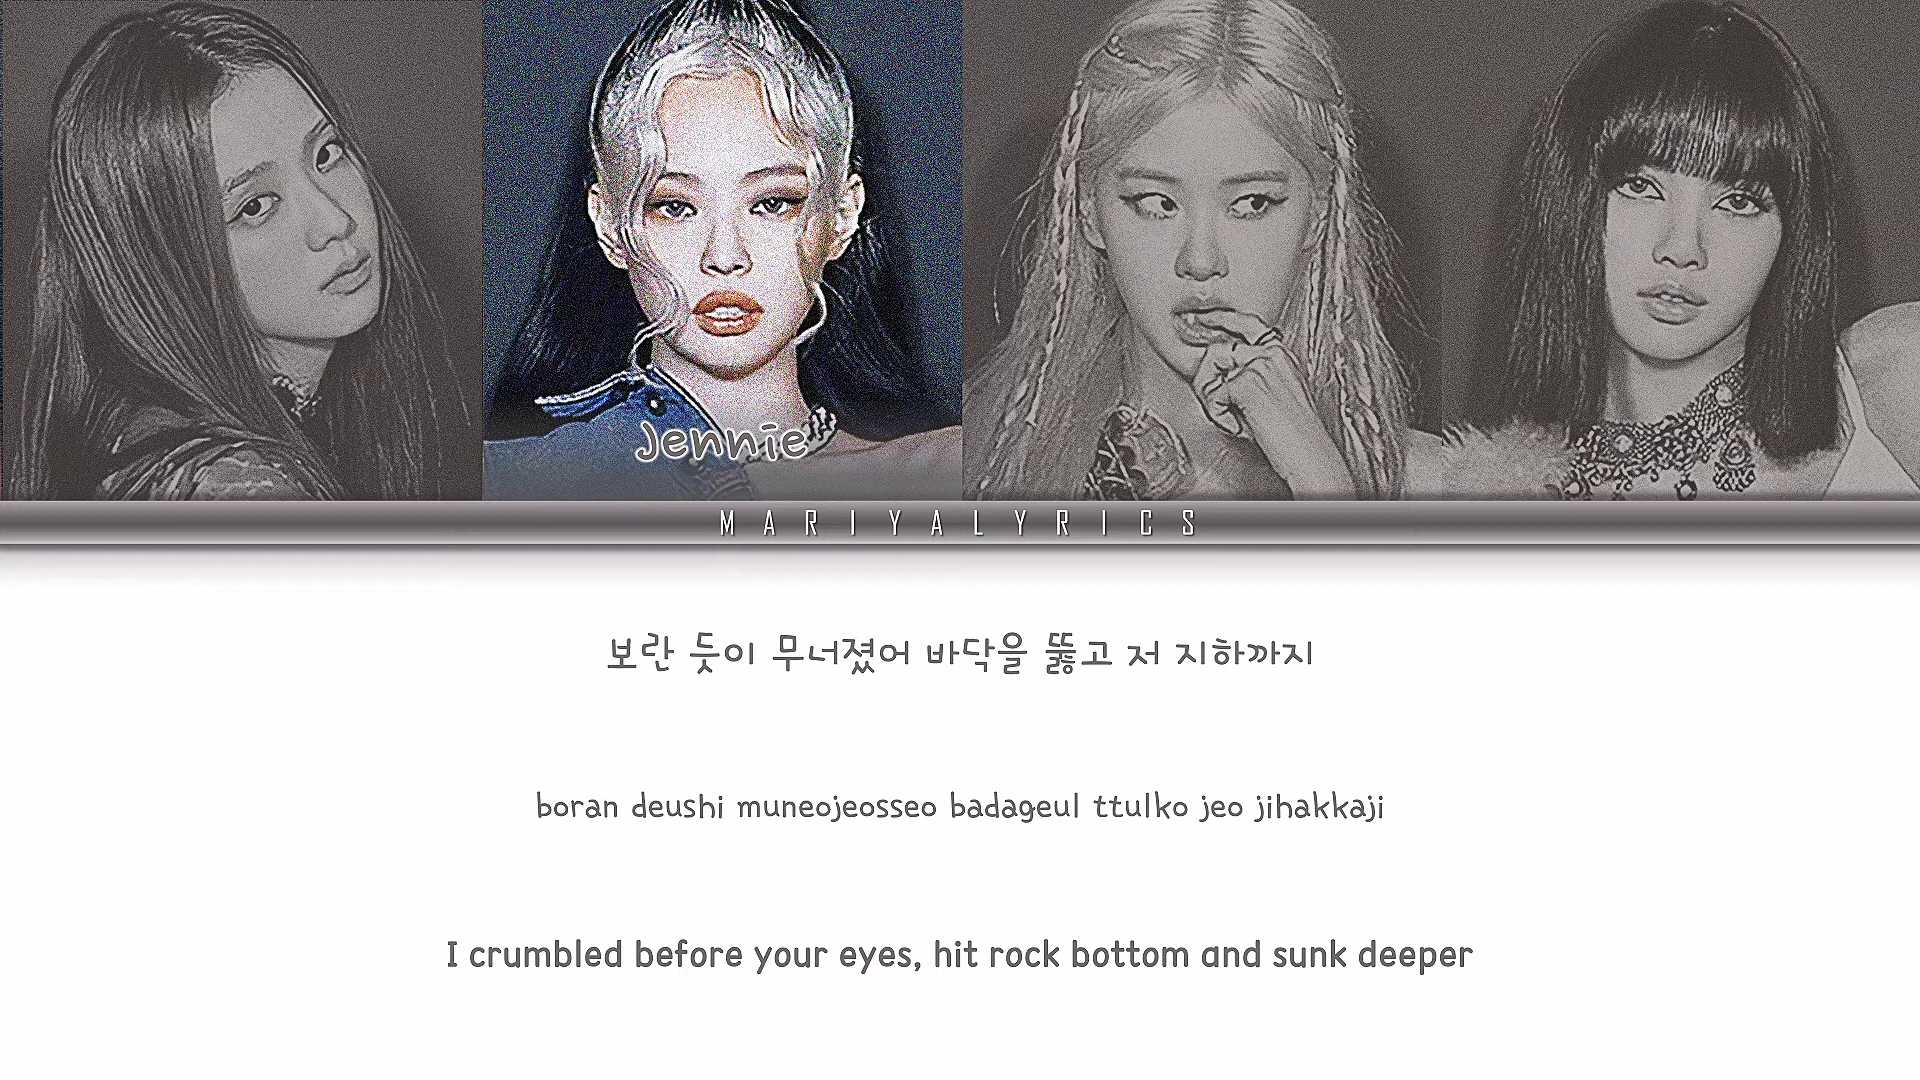 Jennie
MARIYALYRICS
보란 듯이 무너졌어 바닥을 뚫고 저 지하까지
boran deushi muneojeosseo badageul ttulko jeo jihakkaji
I crumbled before your eyes, hit rock bottom and sunk deeper